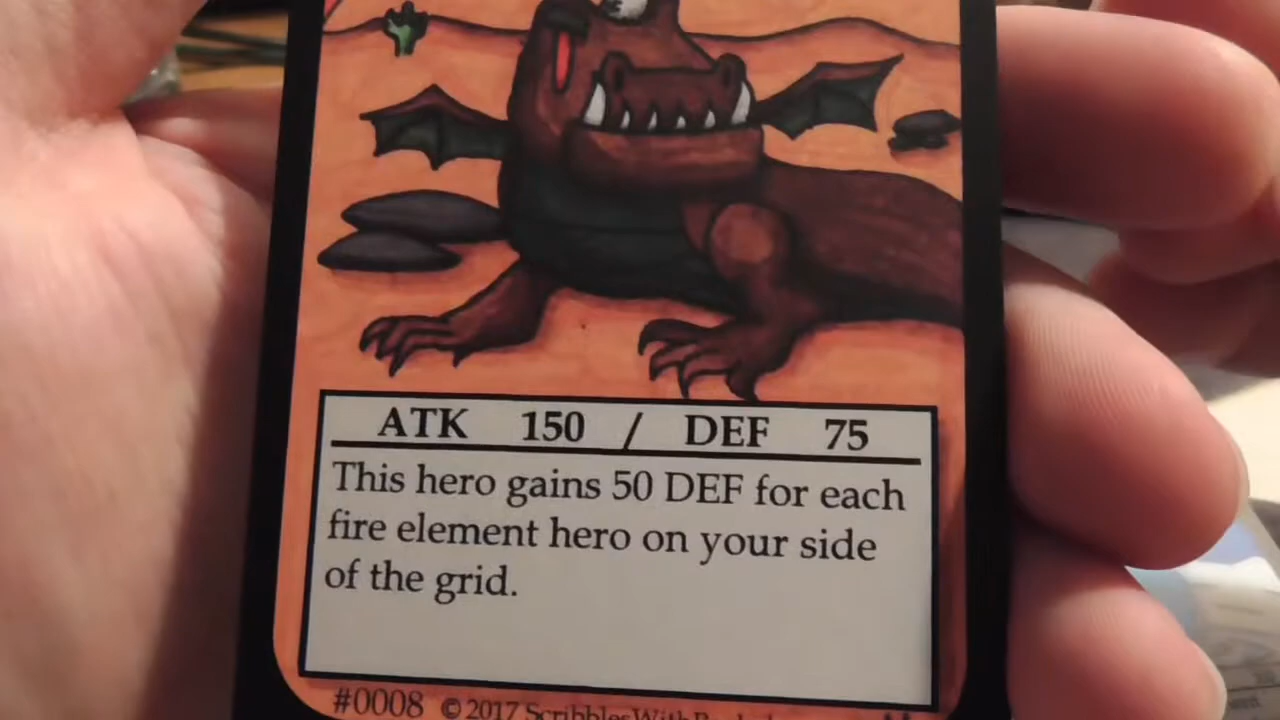 ATK 150 / DEF 75
This hero gains 50 DEF for each
fire element hero on your side
of the grid.
#0008 © 2017